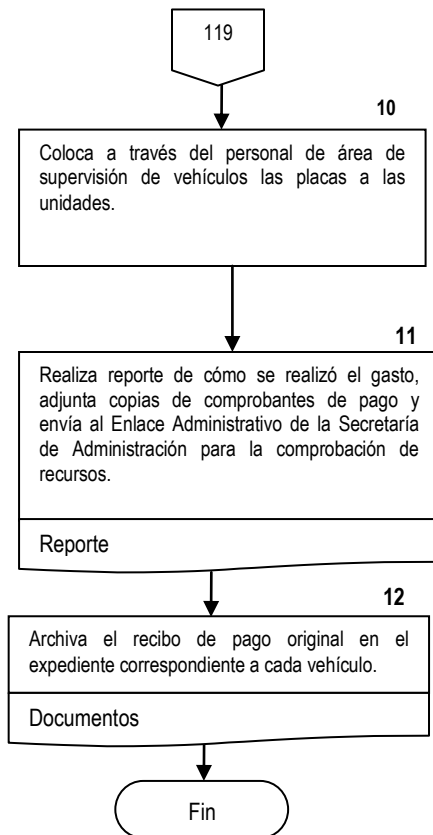 119
10
Coloca a través del personal de área de
supervisión de vehículos las placas a las
unidades.
11
Realiza reporte de cómo se realizó el gasto,
adjunta copias de comprobantes de pago y
envía al Enlace Administrativo de la Secretaría
de Administración para la comprobación de
recursos.
Reporte
12
Archiva el recibo de pago original en el
expediente correspondiente a cada vehículo.
Documentos
Fin